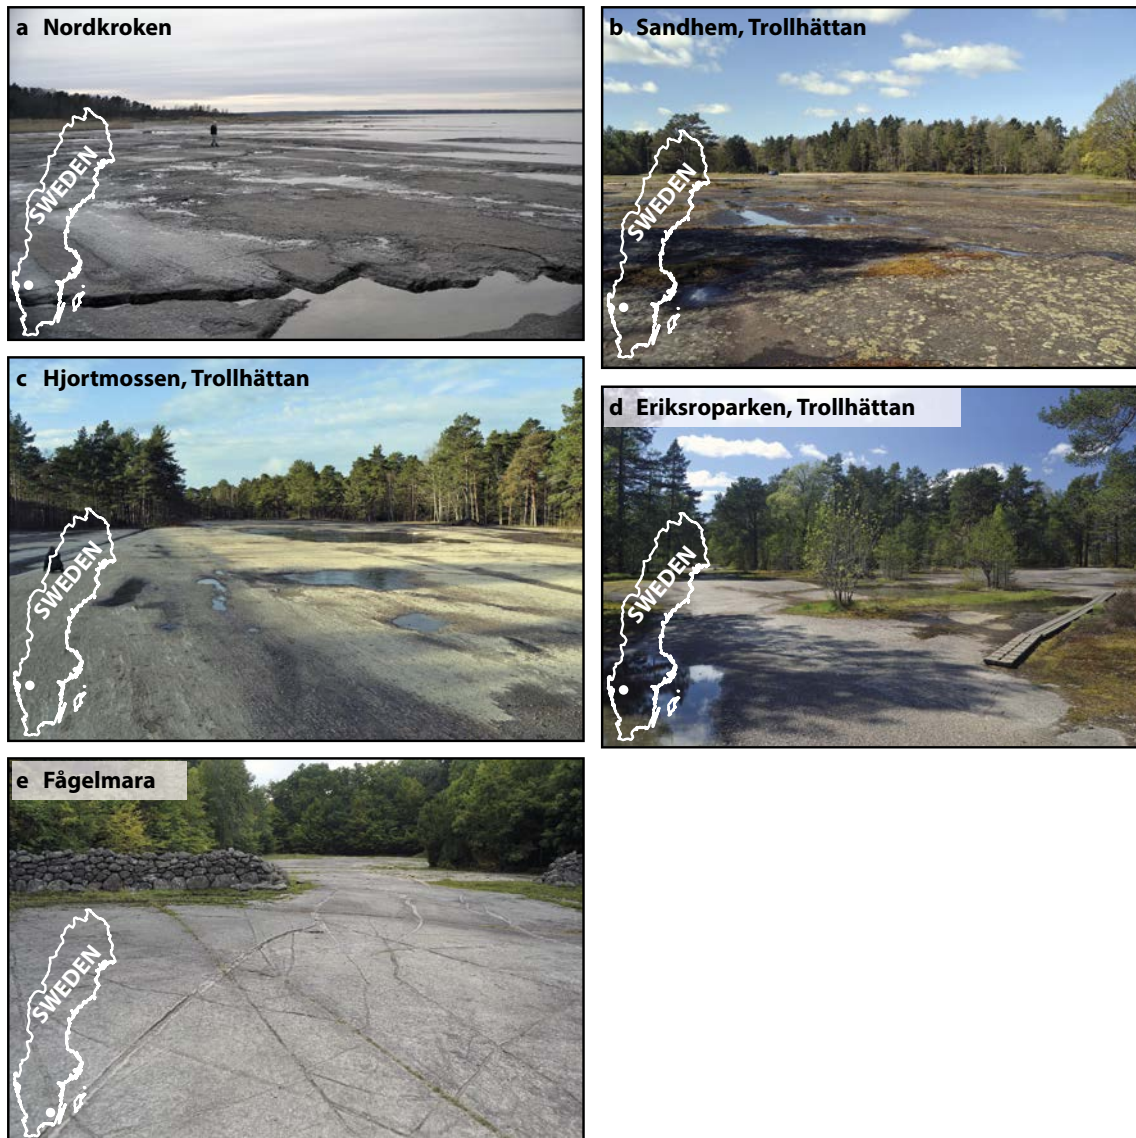 a Nordkroken
SWEDEN
b Sandhem, Trollhättan
SWEDEN
c Hjortmossen, Trollhättan
SWEDEN
d Eriksroparken, Trollhättan
SWEDEN
e Fågelmara
SWEDEN